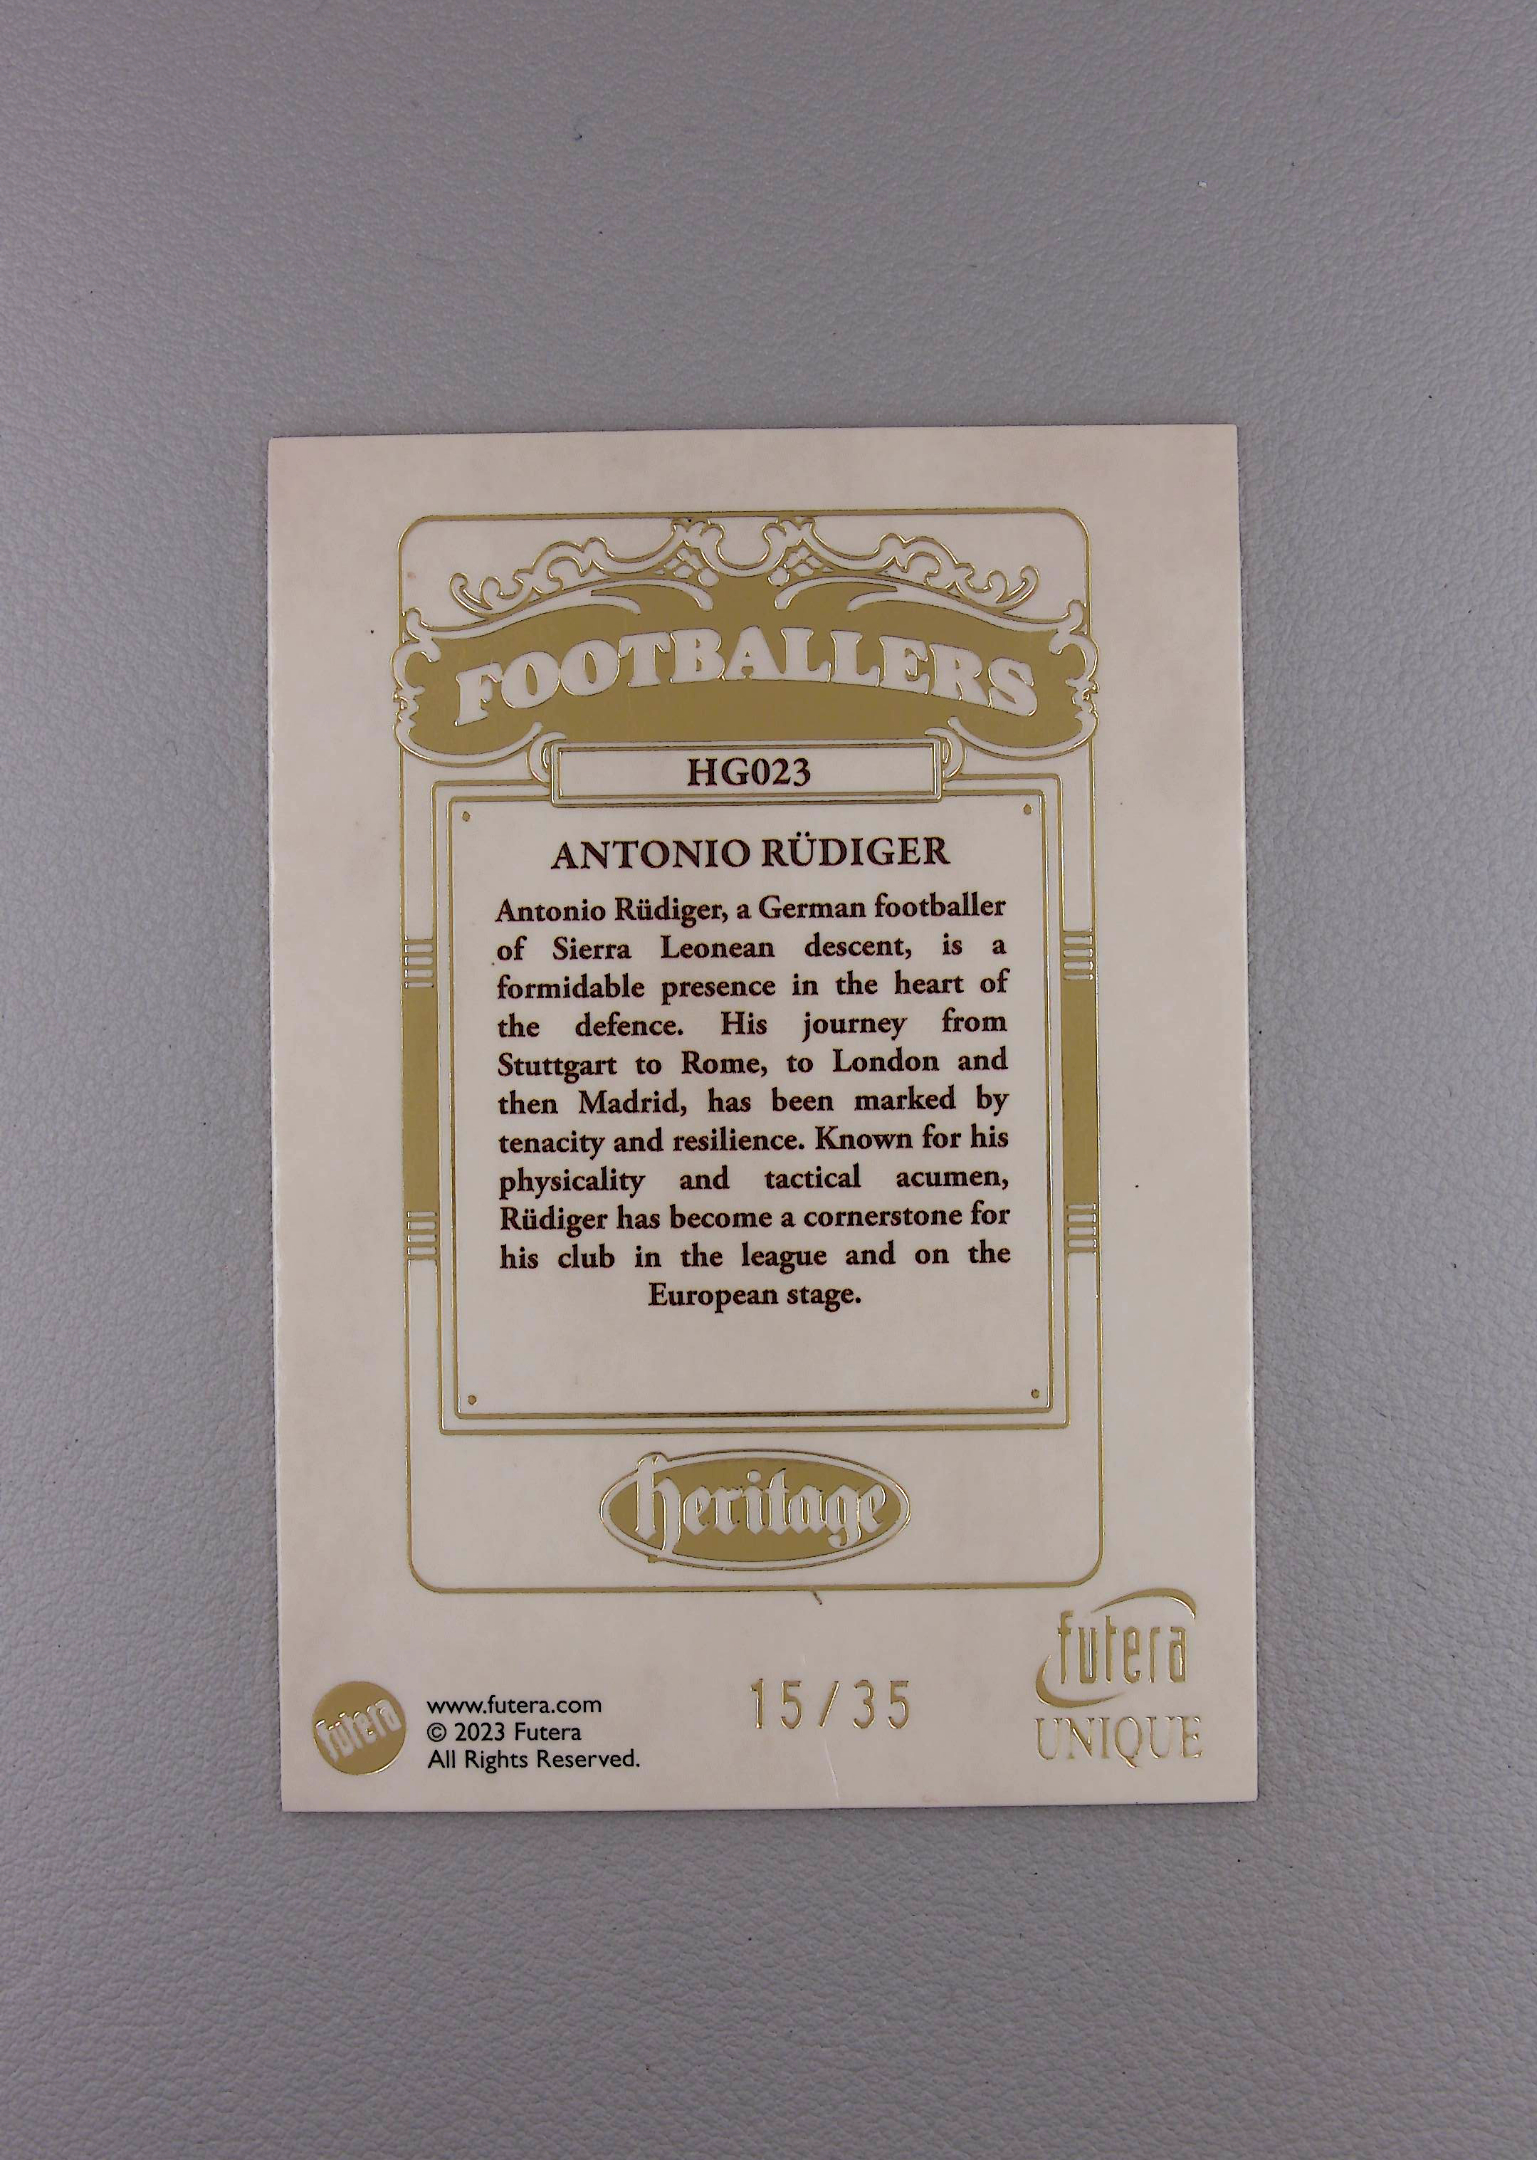 FOOTBALLERS
HG023
ANTONIO RÜDIGER
Antonio Rüdiger, a German footballer
of Sierra Leonean descent, is a
formidable presence in the heart of
the defence. His journey from
Stuttgart to Rome, to London and
then Madrid, has been marked by
tenacity and resilience. Known for his
physicality and tactical acumen,
Rüdiger has become a cornerstone for
his club in the league and on the
European stage.
heritage
futera
www.futera.com
© 2023 Futera
All Rights Reserved.
15/35
futera
UNIQUE